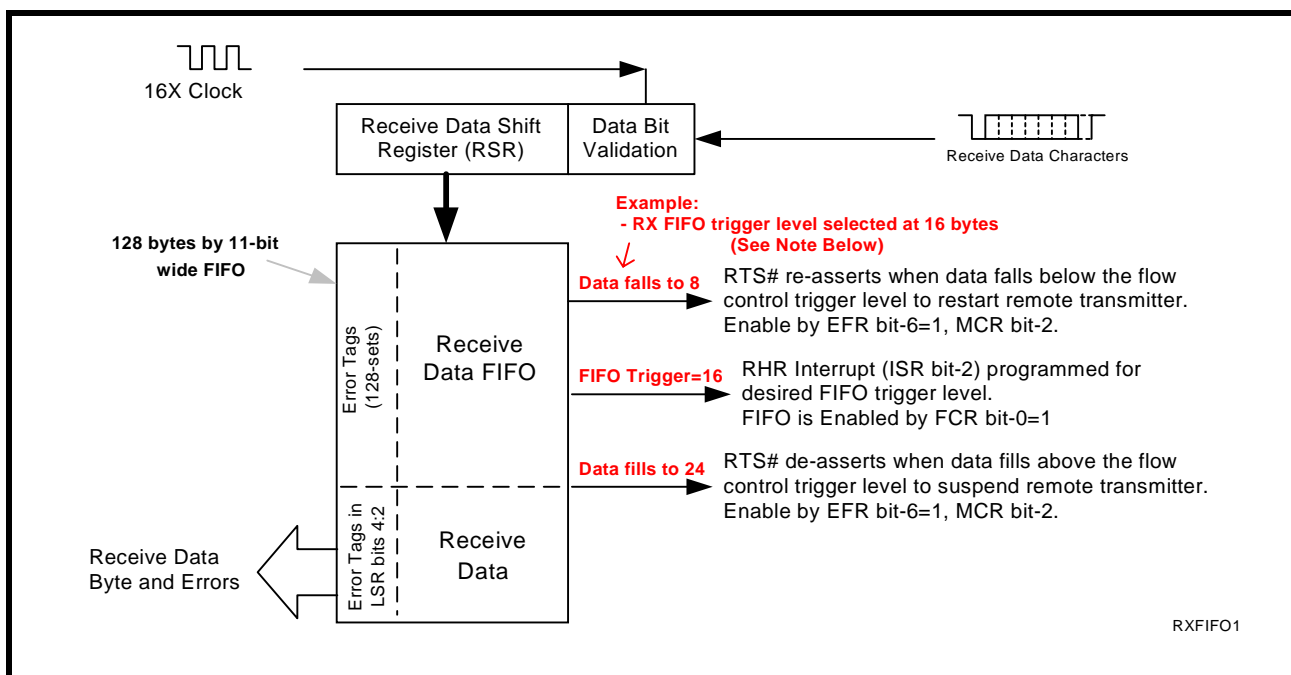 16X Clock
Receive Data Shift
Register (RSR)
Data Bit
Validation
Receive Data Characters
Example:
- RX FIFO trigger level selected at 16 bytes
(See Note Below)
128 bytes by 11-bit
wide FIFO
Error Tags
(128-sets)
Receive
Data FIFO
Data falls to 8
RTS# re-asserts when data falls below the flow
control trigger level to restart remote transmitter.
Enable by EFR bit-6=1, MCR bit-2.
FIFO Trigger=16
RHR Interrupt (ISR bit-2) programmed for
desired FIFO trigger level.
FIFO is Enabled by FCR bit-0=1
Data fills to 24
RTS# de-asserts when data fills above the flow
control trigger level to suspend remote transmitter.
Enable by EFR bit-6=1, MCR bit-2.
Error Tags in
LSR bits 4:2
Receive
Data
Receive Data
Byte and Errors
RXFIFO1